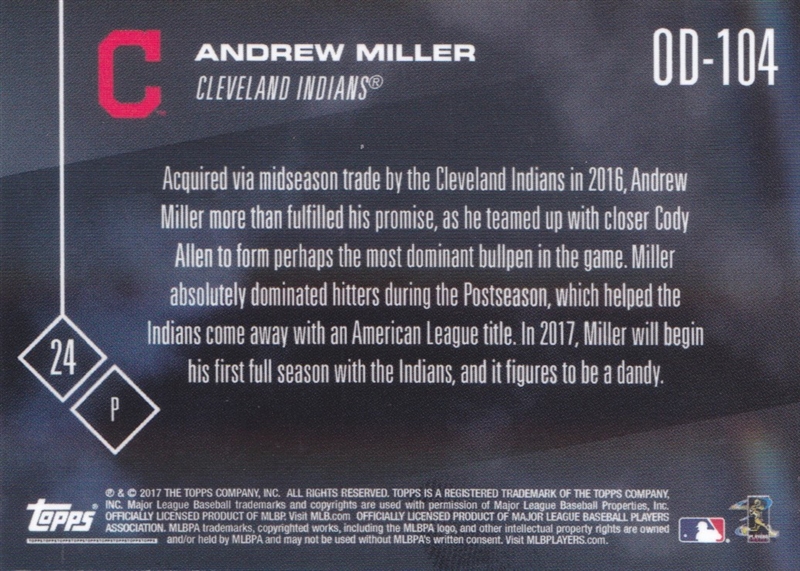 C
ANDREW MILLER
CLEVELAND INDIANS®
OD-104
Acquired via midseason trade by the Cleveland Indians in 2016, Andrew
Miller more than fulfilled his promise, as he teamed up with closer Cody
Allen to form perhaps the most dominant bullpen in the game. Miller
absolutely dominated hitters during the Postseason, which helped the
Indians come away with an American League title. In 2017, Miller will begin
his first full season with the Indians, and it figures to be a dandy.
24
P
topps®
℗ & © 2017 THE TOPPS COMPANY, INC. ALL RIGHTS RESERVED. TOPPS IS A REGISTERED TRADEMARK OF THE TOPPS COMPANY,
INC. Major League Baseball trademarks and copyrights are used with permission of Major League Baseball Properties, Inc.
OFFICIALLY LICENSED PRODUCT OF MLBP. Visit MLB.com OFFICIALLY LICENSED PRODUCT OF MAJOR LEAGUE BASEBALL PLAYERS
ASSOCIATION. MLBPA trademarks, copyrighted works, including the MLBPA logo, and other intellectual property rights are owned
and/or held by MLBPA and may not be used without MLBPA's written consent. Visit MLBPLAYERS.com.